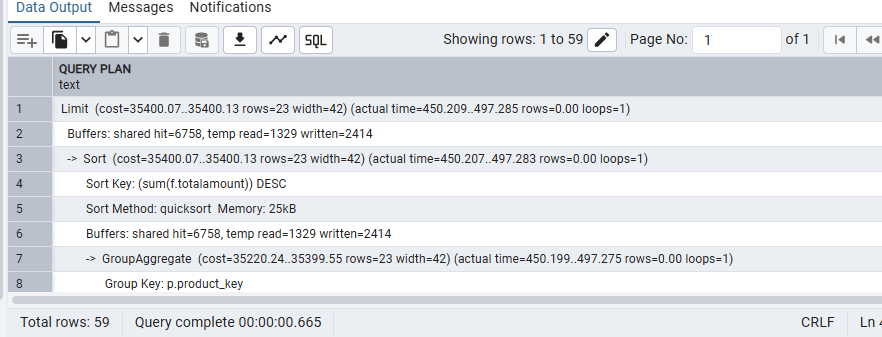 Data Output Messages Notifications
SQL Showing rows: 1 to 59 Page No: 1 of 1
QUERY PLAN
text
1 Limit (cost=35400.07..35400.13 rows=23 width=42) (actual time=450.209..497.285 rows=0.00 loops=1)
2 Buffers: shared hit=6758, temp read=1329 written=2414
3 -> Sort (cost=35400.07..35400.13 rows=23 width=42) (actual time=450.207..497.283 rows=0.00 loops=1)
4 Sort Key: (sum(f.totalamount)) DESC
5 Sort Method: quicksort Memory: 25kB
6 Buffers: shared hit=6758, temp read=1329 written=2414
7 -> GroupAggregate (cost=35220.24..35399.55 rows=23 width=42) (actual time=450.199..497.275 rows=0.00 loops=1)
8 Group Key: p.product_key
Total rows: 59 Query complete 00:00:00.665 CRLF Ln